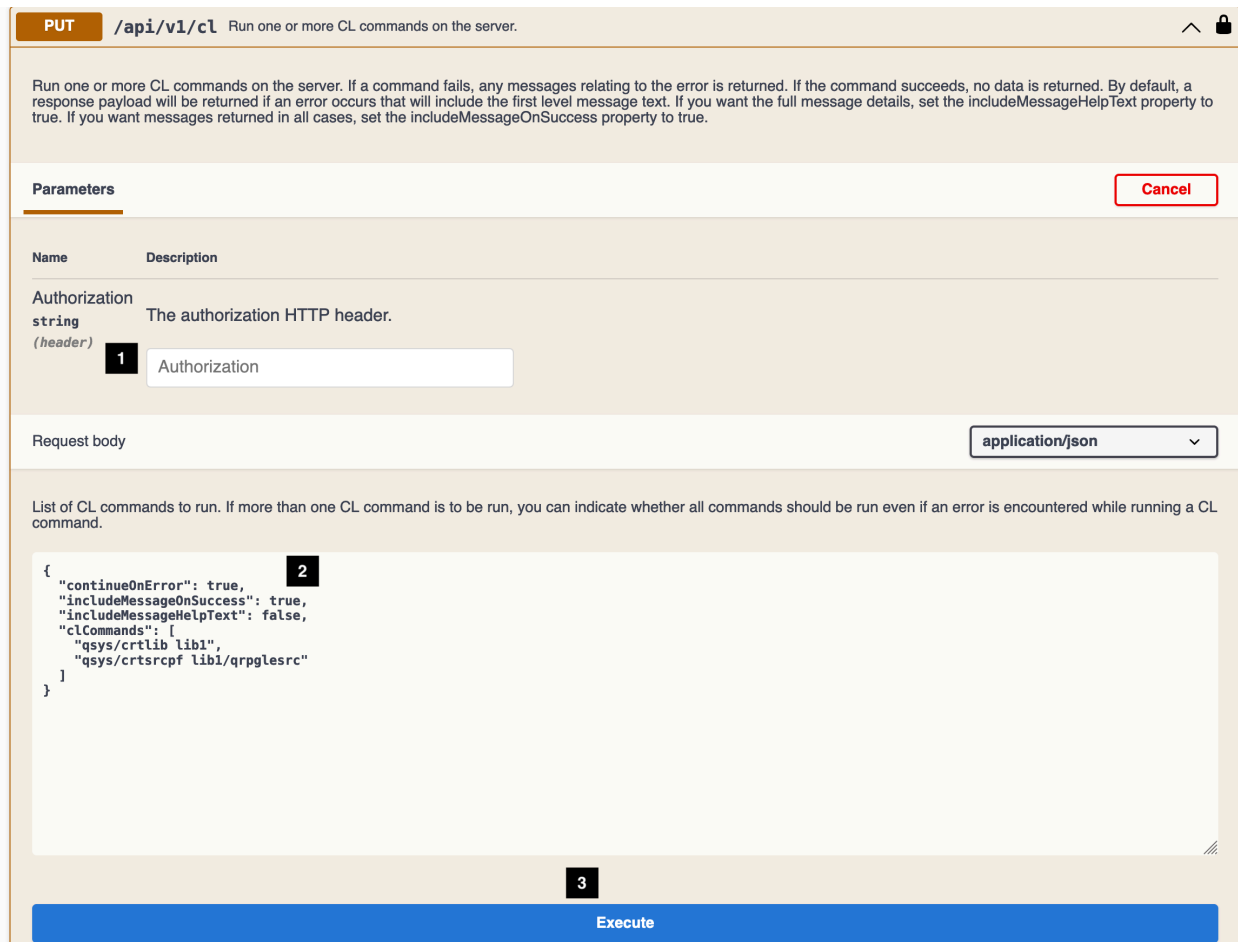 PUT /api/v1/cl Run one or more CL commands on the server.
Run one or more CL commands on the server. If a command fails, any messages relating to the error is returned. If the command succeeds, no data is returned. By default, a
response payload will be returned if an error occurs that will include the first level message text. If you want the full message details, set the includeMessageHelpText property to
true. If you want messages returned in all cases, set the includeMessageOnSuccess property to true.
Parameters
Cancel
Name Description
Authorization
string
(header)
The authorization HTTP header.
1
Authorization
Request body
application/json
List of CL commands to run. If more than one CL command is to be run, you can indicate whether all commands should be run even if an error is encountered while running a CL
command.
2
{
  "continueOnError": true,
  "includeMessageOnSuccess": true,
  "includeMessageHelpText": false,
  "clCommands": [
    "qsys/crtlib lib1",
    "qsys/crtsrcpf lib1/qrpglesrc"
  ]
}
3
Execute